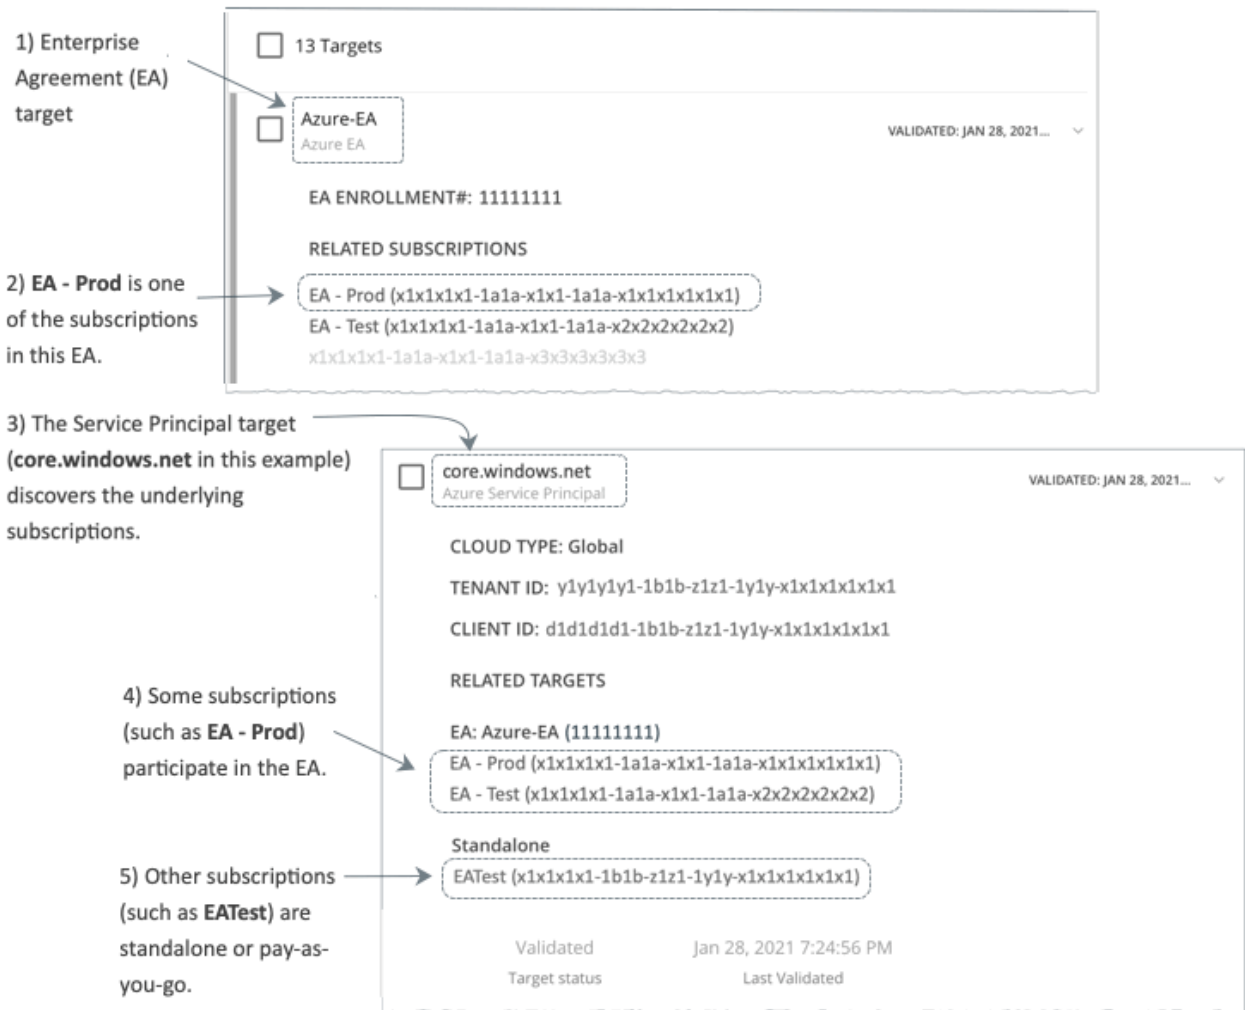 1) Enterprise
Agreement (EA)
target
13 Targets
Azure-EA
Azure EA
VALIDATED: JAN 28, 2021...
EA ENROLLMENT#: 11111111
RELATED SUBSCRIPTIONS
2) EA - Prod is one
of the subscriptions
in this EA.
EA - Prod (x1x1x1x1-1a1a-x1x1-1a1a-x1x1x1x1x1x1)
EA - Test (x1x1x1x1-1a1a-x1x1-1a1a-x2x2x2x2x2x2)
x1x1x1x1-1a1a-x1x1-1a1a-x3x3x3x3x3x3
3) The Service Principal target
(core.windows.net in this example)
discovers the underlying
subscriptions.
core.windows.net
Azure Service Principal
VALIDATED: JAN 28, 2021...
CLOUD TYPE: Global
TENANT ID: y1y1y1y1-1b1b-z1z1-1y1y-x1x1x1x1x1x1
CLIENT ID: d1d1d1d1-1b1b-z1z1-1y1y-x1x1x1x1x1x1
RELATED TARGETS
4) Some subscriptions
(such as EA - Prod)
participate in the EA.
EA: Azure-EA (11111111)
EA - Prod (x1x1x1x1-1a1a-x1x1-1a1a-x1x1x1x1x1x1)
EA - Test (x1x1x1x1-1a1a-x1x1-1a1a-x2x2x2x2x2x2)
Standalone
EATest (x1x1x1x1-1b1b-z1z1-1y1y-x1x1x1x1x1x1)
5) Other subscriptions
(such as EATest) are
standalone or pay-as-
you-go.
Validated
Jan 28, 2021 7:24:56 PM
Target status
Last Validated